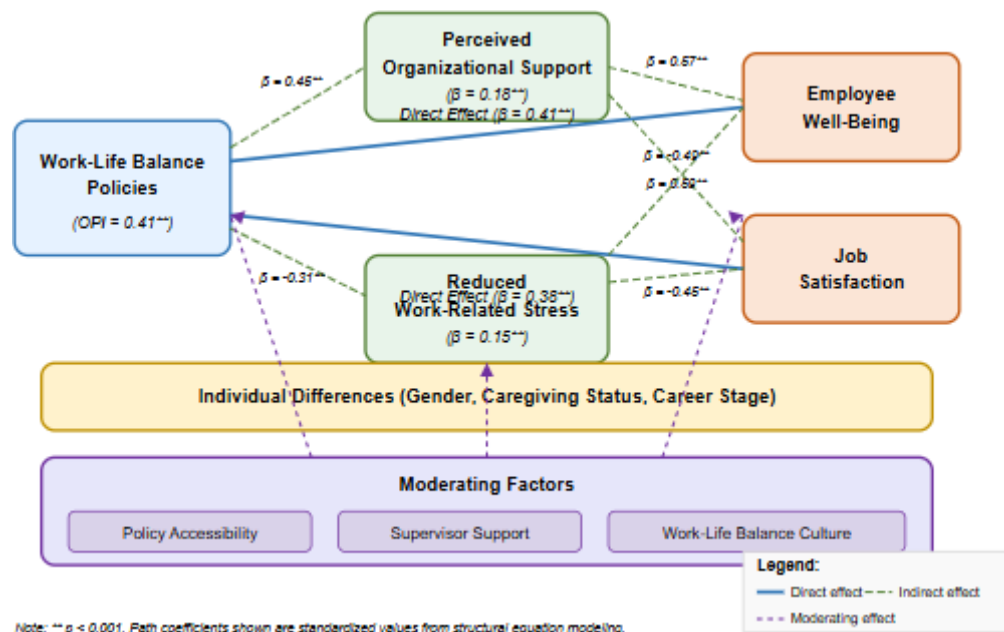 Perceived
Organizational Support
(β = 0.18**)
Direct Effect (β = 0.41**)
β = 0.45**
β = 0.57**
Employee
Well-Being
Work-Life Balance
Policies
(OPI = 0.41**)
β = -0.49**
β = -0.31**
Reduced
Direct Effect (β = 0.38**)
Work-Related Stress
(β = 0.15**)
β = -0.45**
Job
Satisfaction
Individual Differences (Gender, Caregiving Status, Career Stage)
Moderating Factors
Policy Accessibility
Supervisor Support
Work-Life Balance Culture
Legend:
Direct effect
Indirect effect
Moderating effect
Note: ** p < 0.001. Path coefficients shown are standardized values from structural equation modeling.